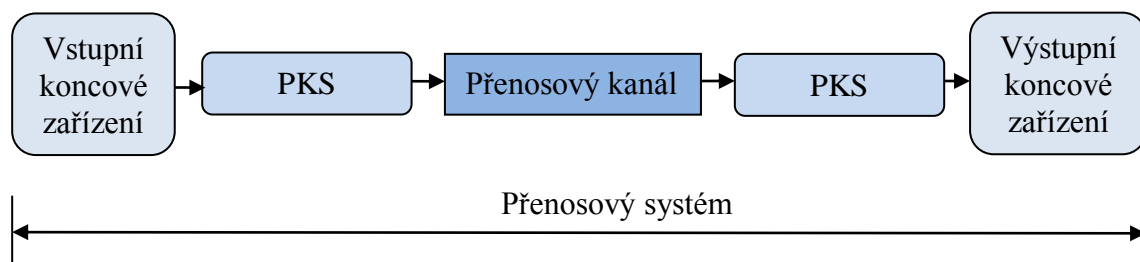 Vstupní
koncové
zařízení
PKS
Přenosový kanál
PKS
Výstupní
koncové
zařízení
Přenosový systém